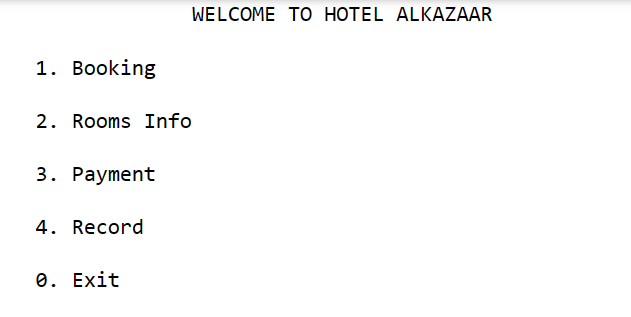 WELCOME TO HOTEL ALKAZAAR
1. Booking
2. Rooms Info
3. Payment
4. Record
0. Exit